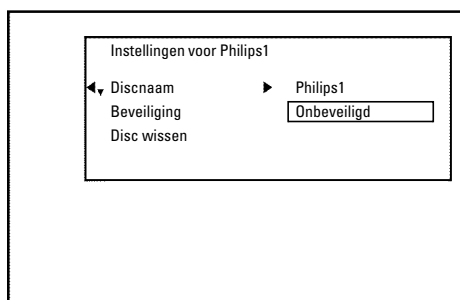 Instellingen voor Philips1
Discnaam Philips1
Beveiliging Onbeveiligd
Disc wissen